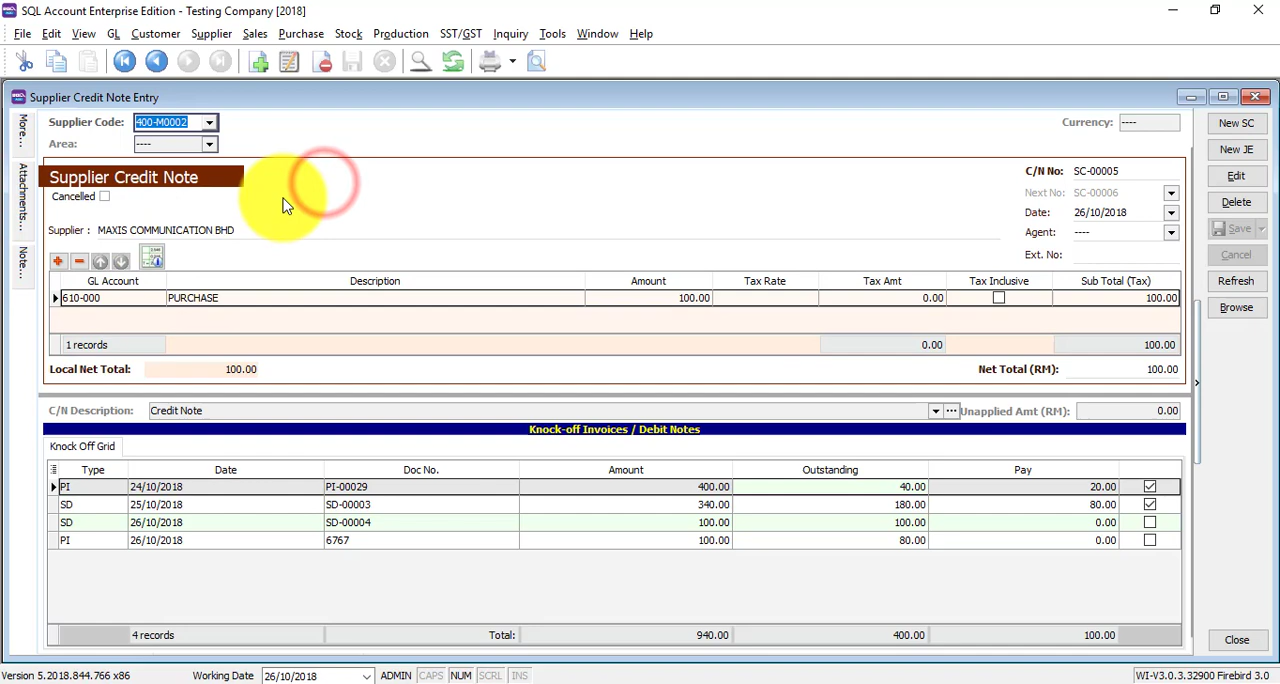 SQL Account Enterprise Edition - Testing Company [2018]
File Edit View GL Customer Supplier Sales Purchase Stock Production SST/GST Inquiry Tools Window Help
Supplier Credit Note Entry
More...
Attachments...
Note...
Supplier Code: 400-M0002
Currency: ----
Area: ----
Supplier Credit Note
Cancelled
C/N No: SC-00005
Next No: SC-00006
Date: 26/10/2018
Agent: ----
Ext. No:
Supplier : MAXIS COMMUNICATION BHD
GL Account Description Amount Tax Rate Tax Amt Tax Inclusive Sub Total (Tax)
610-000 PURCHASE 100.00 0.00 100.00
1 records 0.00 100.00
Local Net Total: 100.00 Net Total (RM): 100.00
C/N Description: Credit Note Unapplied Amt (RM): 0.00
Knock-off Invoices / Debit Notes
Knock Off Grid
Type Date Doc No. Amount Outstanding Pay
PI 24/10/2018 PI-00029 400.00 40.00 20.00
SD 25/10/2018 SD-00003 340.00 180.00 80.00
SD 26/10/2018 SD-00004 100.00 100.00 0.00
PI 26/10/2018 6767 100.00 80.00 0.00
4 records Total: 940.00 400.00 100.00
New SC
New JE
Edit
Delete
Save
Cancel
Refresh
Browse
Close
Version 5.2018.844.766 x86 Working Date 26/10/2018 ADMIN CAPS NUM SCRL INS WI-V3.0.3.32900 Firebird 3.0